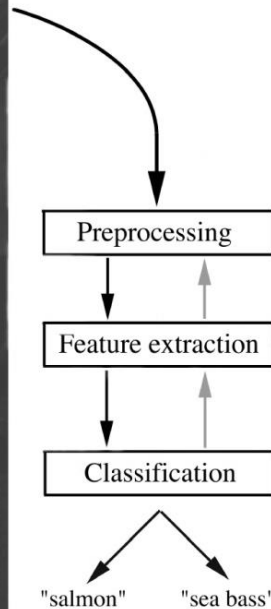 Preprocessing
Feature extraction
Classification
"salmon" "sea bass"